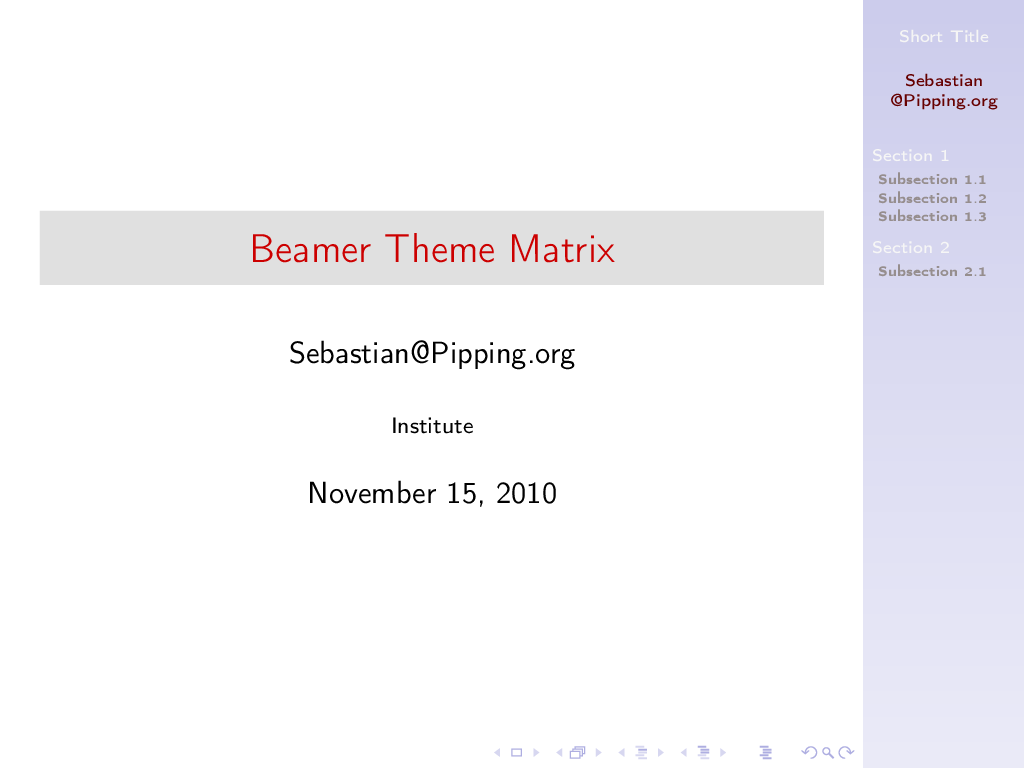 Beamer Theme Matrix
Sebastian@Pipping.org
Institute
November 15, 2010
Short Title
Sebastian
@Pipping.org
Section 1
Subsection 1.1
Subsection 1.2
Subsection 1.3
Section 2
Subsection 2.1